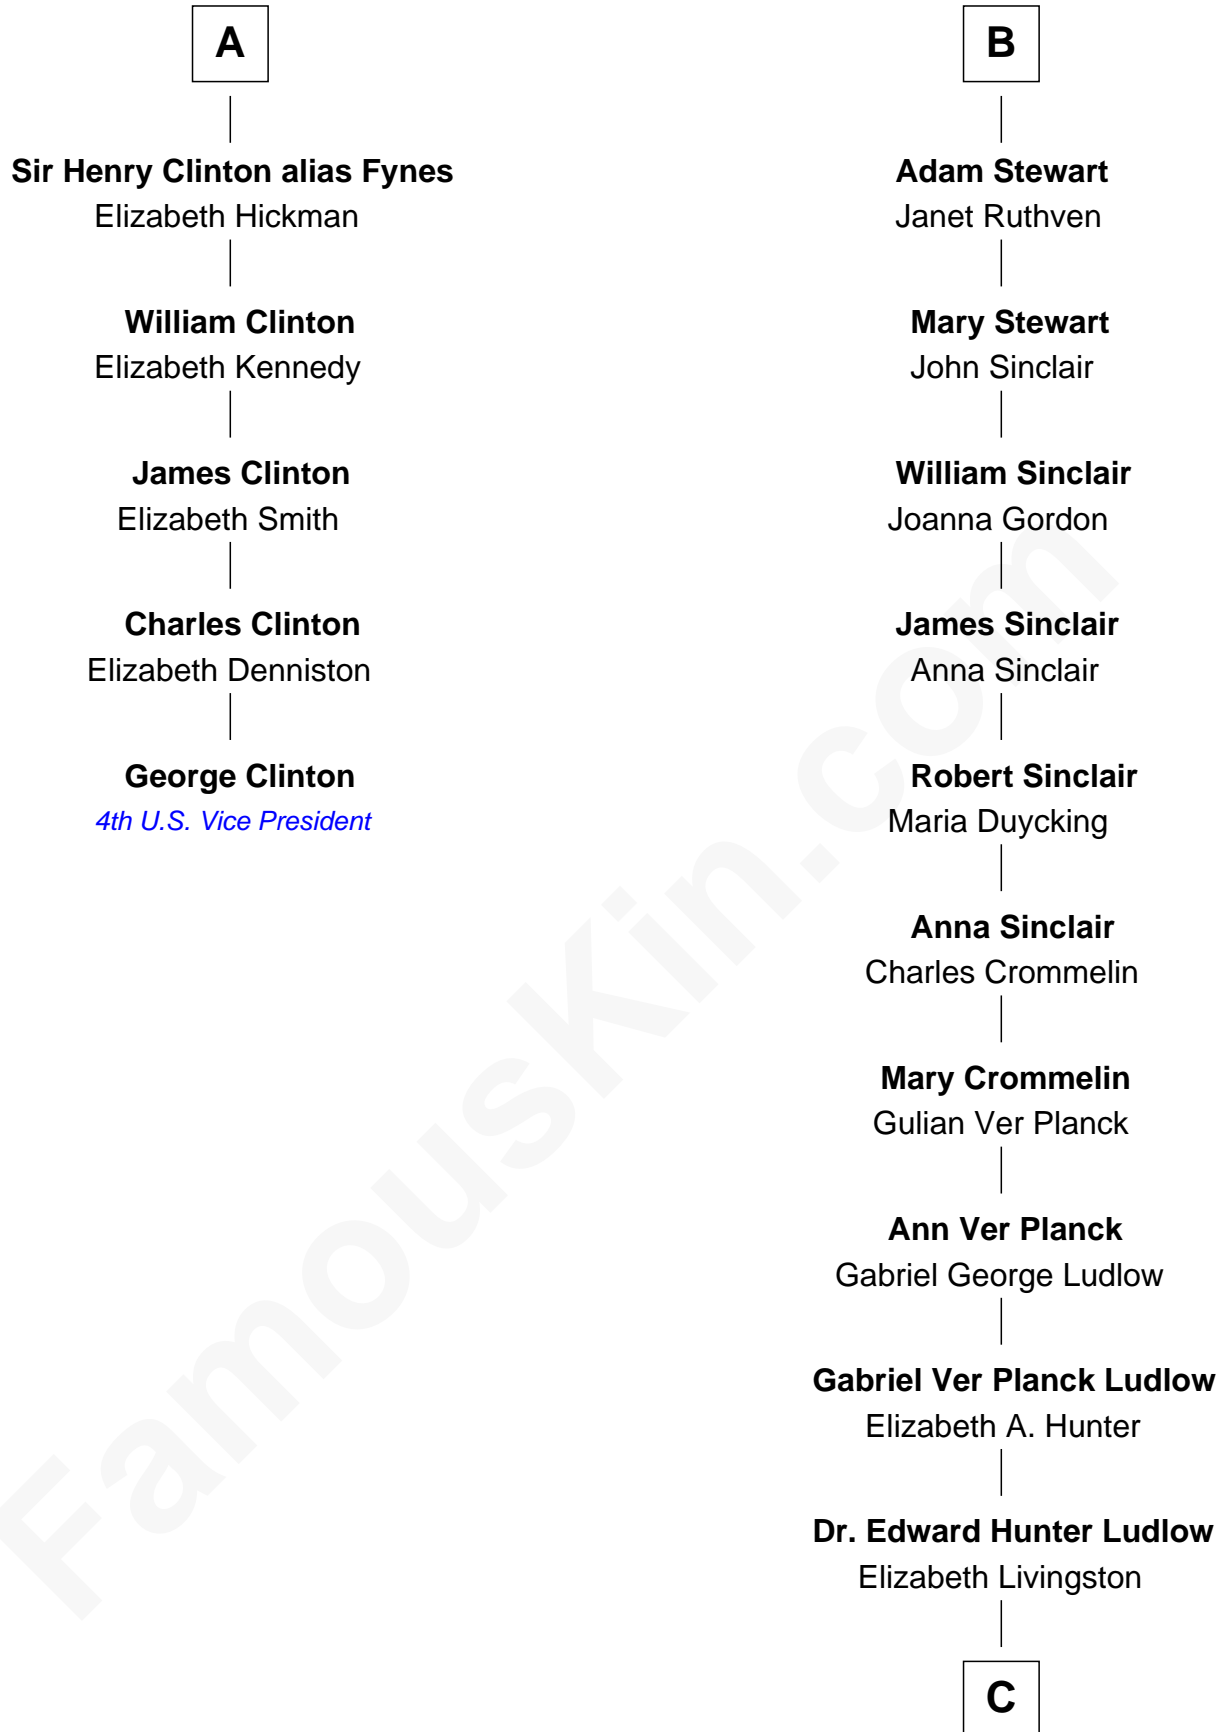 A
Sir Henry Clinton alias Fynes
Elizabeth Hickman
William Clinton
Elizabeth Kennedy
James Clinton
Elizabeth Smith
Charles Clinton
Elizabeth Denniston
George Clinton
4th U.S. Vice President
B
Adam Stewart
Janet Ruthven
Mary Stewart
John Sinclair
William Sinclair
Joanna Gordon
James Sinclair
Anna Sinclair
Robert Sinclair
Maria Duycking
Anna Sinclair
Charles Crommelin
Mary Crommelin
Gulian Ver Planck
Ann Ver Planck
Gabriel George Ludlow
Gabriel Ver Planck Ludlow
Elizabeth A. Hunter
Dr. Edward Hunter Ludlow
Elizabeth Livingston
C
FamousKin.com